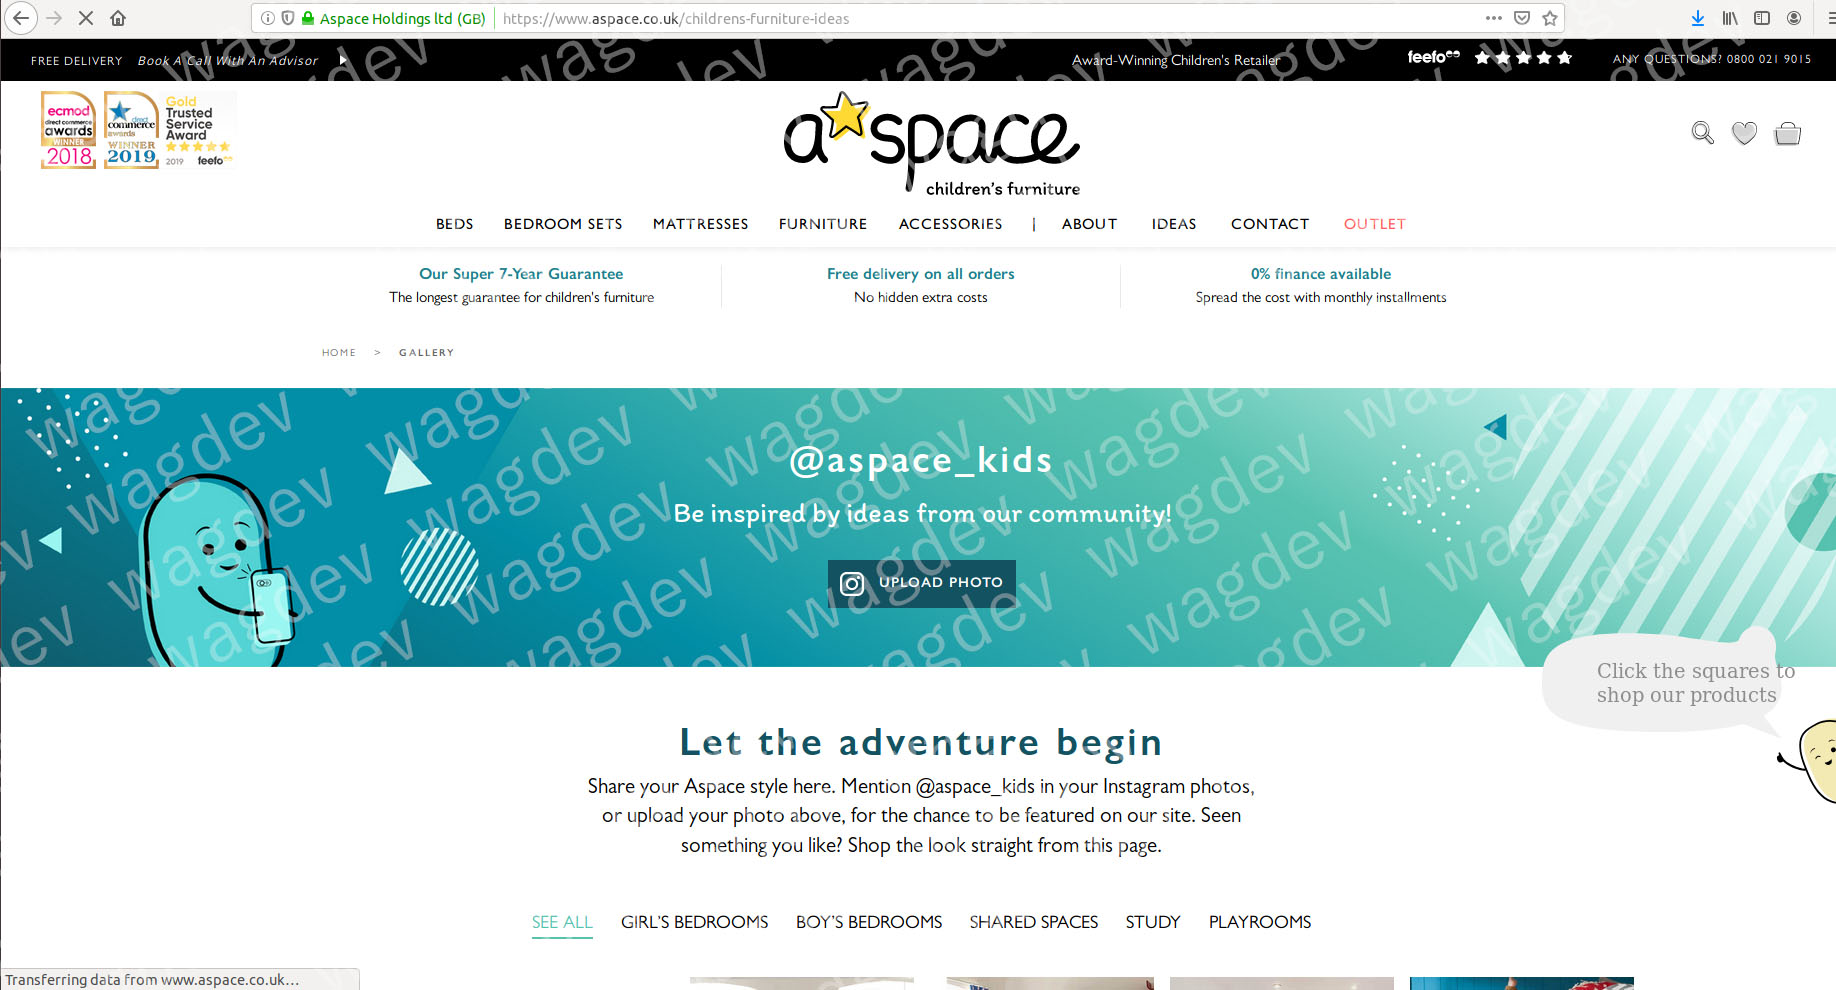 Aspace Holdings ltd (GB) https://www.aspace.co.uk/childrens-furniture-ideas
FREE DELIVERY Book A Call With An Advisor Award-Winning Children's Retailer feefo ANY QUESTIONS? 0800 021 9015
ecmod
direct commerce
awards
WINNER
2018
direct
commerce
awards
WINNER
2019
Gold
Trusted
Service
Award
2019 feefo
a space
children's furniture
BEDS BEDROOM SETS MATTRESSES FURNITURE ACCESSORIES | ABOUT IDEAS CONTACT OUTLET
Our Super 7-Year Guarantee Free delivery on all orders 0% finance available
The longest guarantee for children's furniture No hidden extra costs Spread the cost with monthly installments
HOME > GALLERY
@aspace_kids
Be inspired by ideas from our community!
UPLOAD PHOTO
Click the squares to
shop our products
Let the adventure begin
Share your Aspace style here. Mention @aspace_kids in your Instagram photos,
or upload your photo above, for the chance to be featured on our site. Seen
something you like? Shop the look straight from this page.
SEE ALL GIRL'S BEDROOMS BOY'S BEDROOMS SHARED SPACES STUDY PLAYROOMS
Transferring data from www.aspace.co.uk...
wagdev